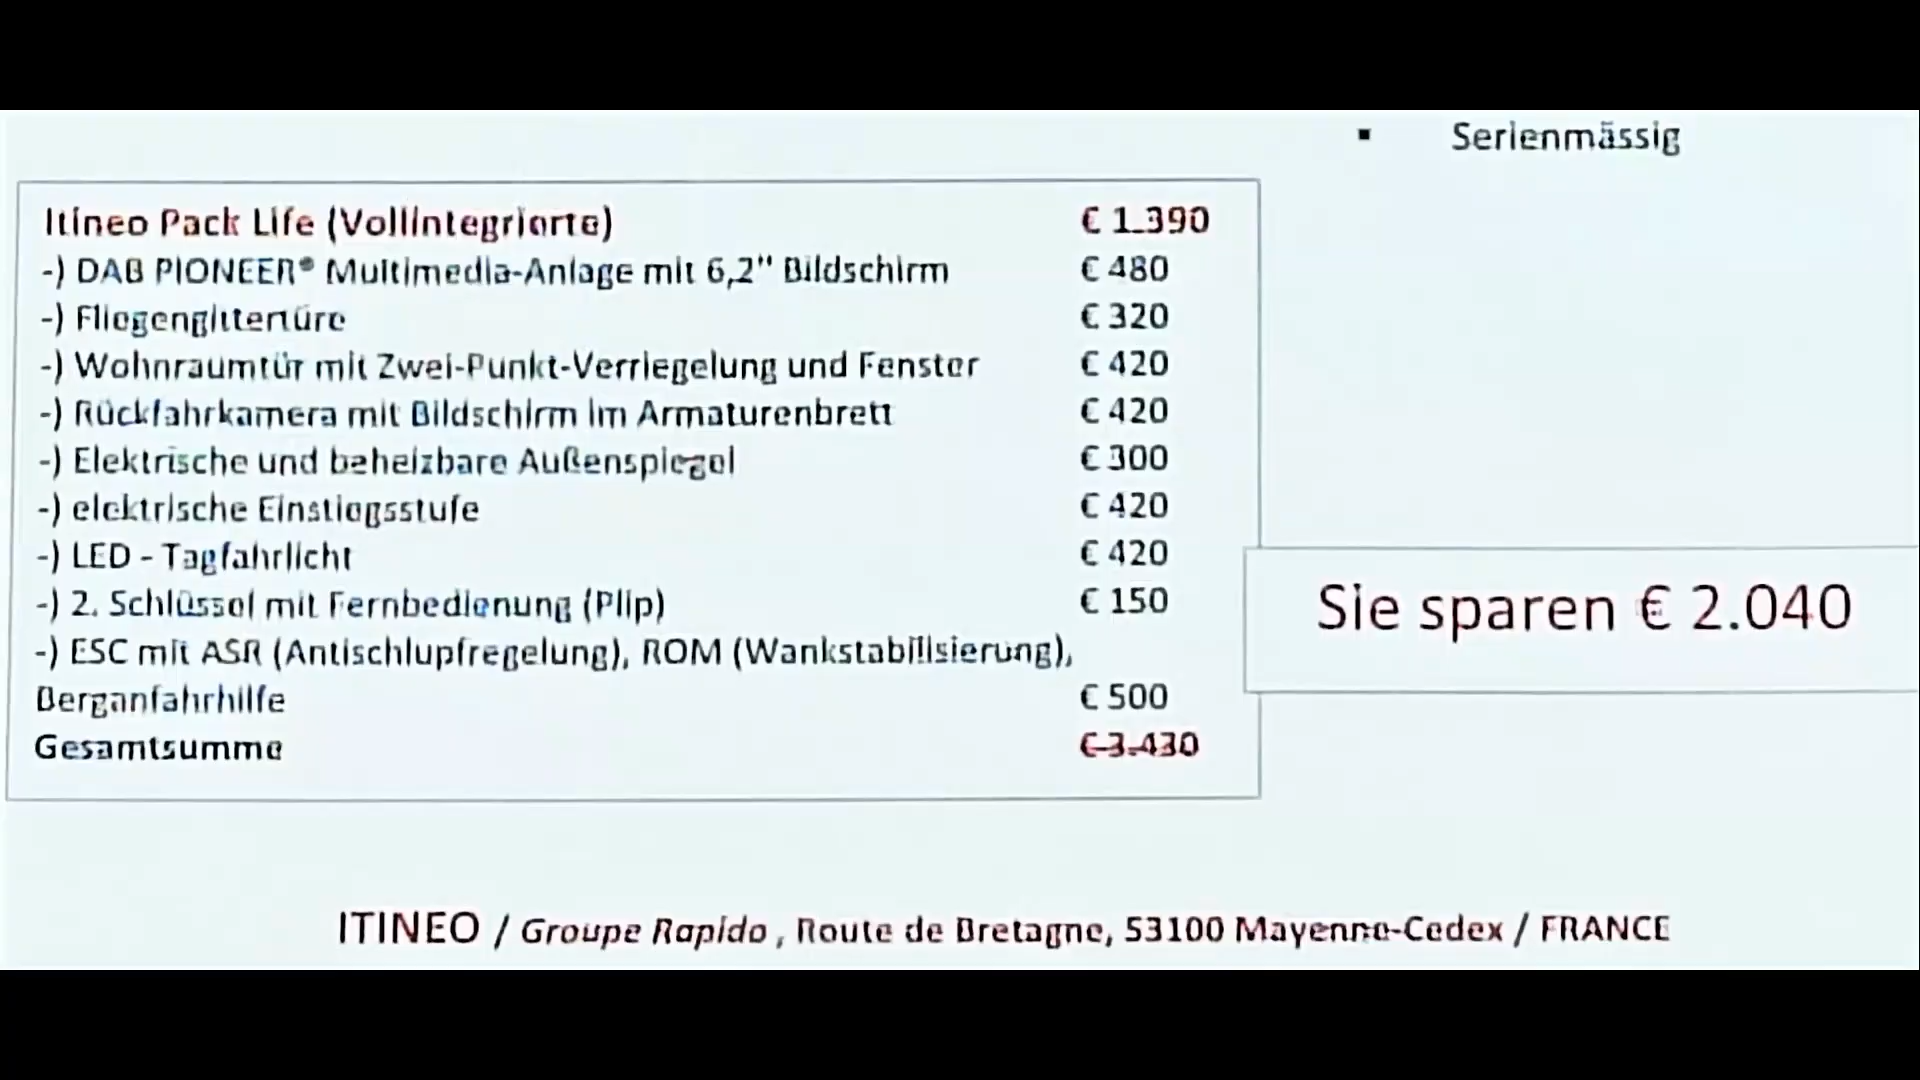 ▪ Serienmässig
Itineo Pack Life (Vollintegrierte) € 1.390
-) DAB PIONEER® Multimedia-Anlage mit 6,2" Bildschirm € 480
-) Fliegengittertüre € 320
-) Wohnraumtür mit Zwei-Punkt-Verriegelung und Fenster € 420
-) Rückfahrkamera mit Bildschirm im Armaturenbrett € 420
-) Elektrische und beheizbare Außenspiegel € 300
-) elektrische Einstiegsstufe € 420
-) LED - Tagfahrlicht € 420
-) 2. Schlüssel mit Fernbedienung (Plip) € 150
Sie sparen € 2.040
-) ESC mit ASR (Antischlupfregelung), ROM (Wankstabilisierung),
Berganfahrhilfe € 500
Gesamtsumme € 3.430
ITINEO / Groupe Rapido , Route de Bretagne, 53100 Mayenne-Cedex / FRANCE